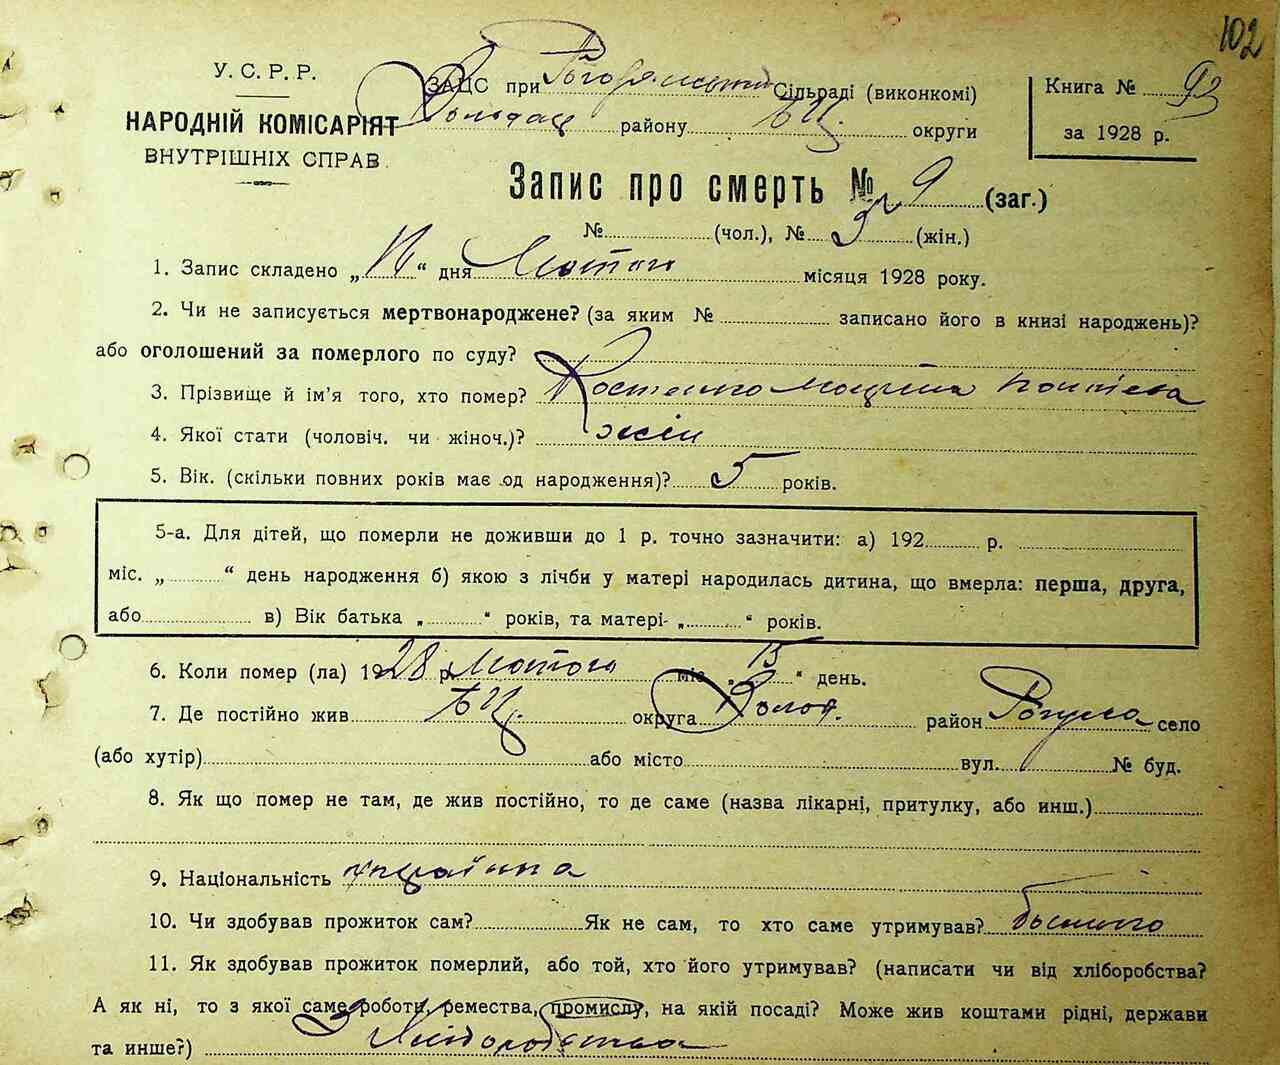 102
У. С. Р. Р.
НАРОДНІЙ КОМІСАРІЯТ
ВНУТРІШНІХ СПРАВ.
ЗАЦС при Сільраді (виконкомі)
району БЦ. округи
Книга № 93
за 1928 р.
Запис про смерть № 9 (заг.)
№ (чол.), № 3 (жін.)
1. Запис складено „ “ дня Лютого місяця 1928 року.
2. Чи не записується мертвонароджене? (за яким № записано його в книзі народжень)?
або оголошений за померлого по суду?
3. Прізвище й ім'я того, хто помер? Костенко
4. Якої стати (чоловіч. чи жіноч.)? жін
5. Вік. (скільки повних років має од народження)? 5 років.
5-а. Для дітей, що померли не доживши до 1 р. точно зазначити: а) 192 р.
міс. „ “ день народження б) якою з лічби у матері народилась дитина, що вмерла: перша, друга,
або в) Вік батька „ “ років, та матері- „ “ років.
6. Коли помер (ла) 1928 р. Лютого міс „15“ день.
7. Де постійно жив БЦ. округа Волод. район село
(або хутір) або місто вул. № буд.
8. Як що помер не там, де жив постійно, то де саме (назва лікарні, притулку, або инш.)
9. Національність
10. Чи здобував прожиток сам? Як не сам, то хто саме утримував?
11. Як здобував прожиток померлий, або той, хто його утримував? (написати чи від хліборобства?
А як ні, то з якої саме роботи, ремества, промислу, на якій посаді? Може жив коштами рідні, держави
та инше?) З Хліборобства